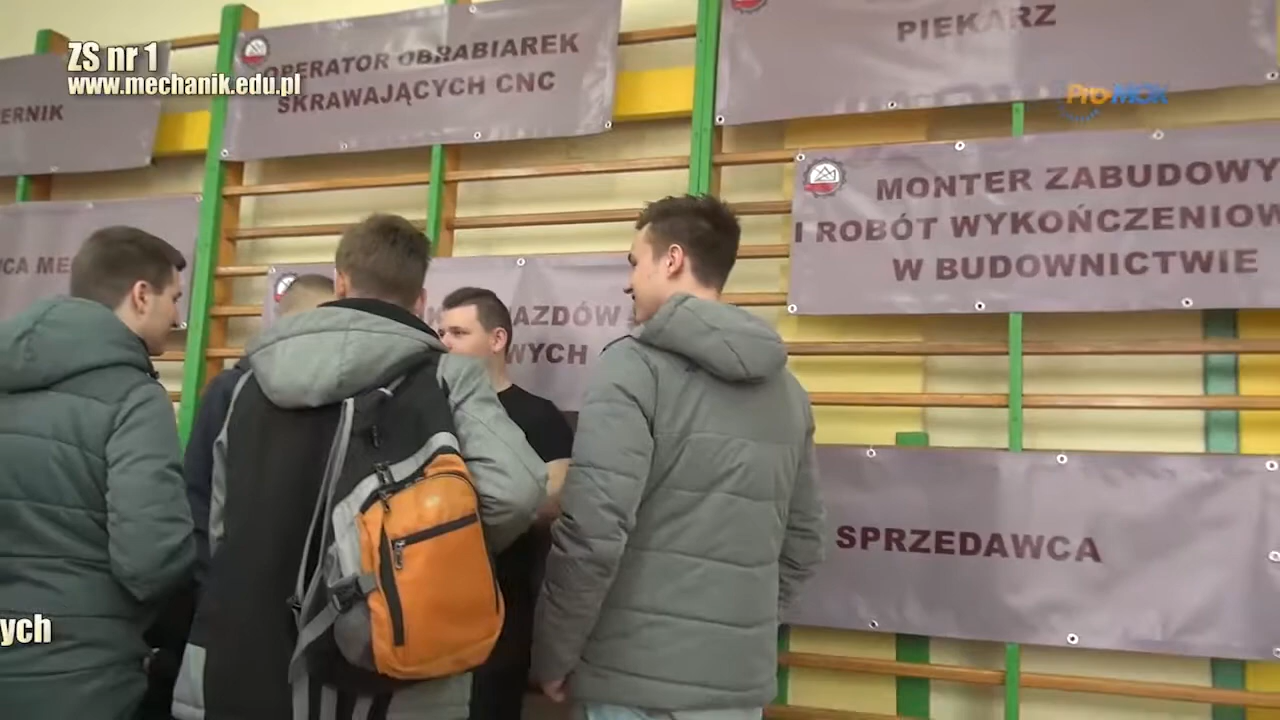 ZS nr 1
www.mechanik.edu.pl
ERNIK
OPERATOR OBRABIAREK
SKRAWAJĄCYCH CNC
PIEKARZ
ProMOK
MONTER ZABUDOWY
I ROBÓT WYKOŃCZENIOW
W BUDOWNICTWIE
CA ME
AZDÓW
WYCH
SPRZEDAWCA
ych